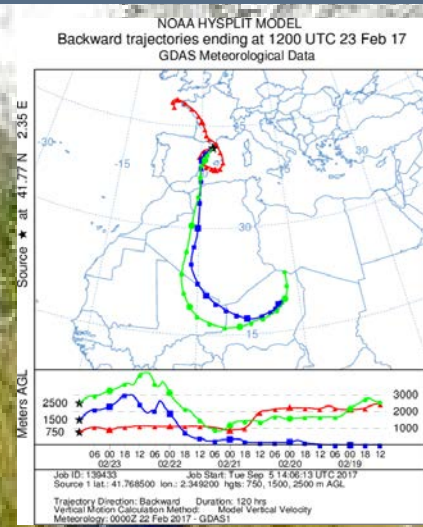 NOAA HYSPLIT MODEL
Backward trajectories ending at 1200 UTC 23 Feb 17
GDAS Meteorological Data
Source ★ at 41.77 N 2.35 E
-30
-15
15
30
45
30
15
Meters AGL
2500
1500
750
3000
2000
1000
06 00 18 12 06 00 18 12 06 00 18 12 06 00 18 12 06 00 18 12
02/23 02/22 02/21 02/20 02/19
Job ID: 139433 Job Start: Tue Sep 5 14:06:13 UTC 2017
Source 1 lat.: 41.768500 lon.: 2.349200 hgts: 750, 1500, 2500 m AGL
Trajectory Direction: Backward Duration: 120 hrs
Vertical Motion Calculation Method: Model Vertical Velocity
Meteorology: 0000Z 22 Feb 2017 - GDAS1